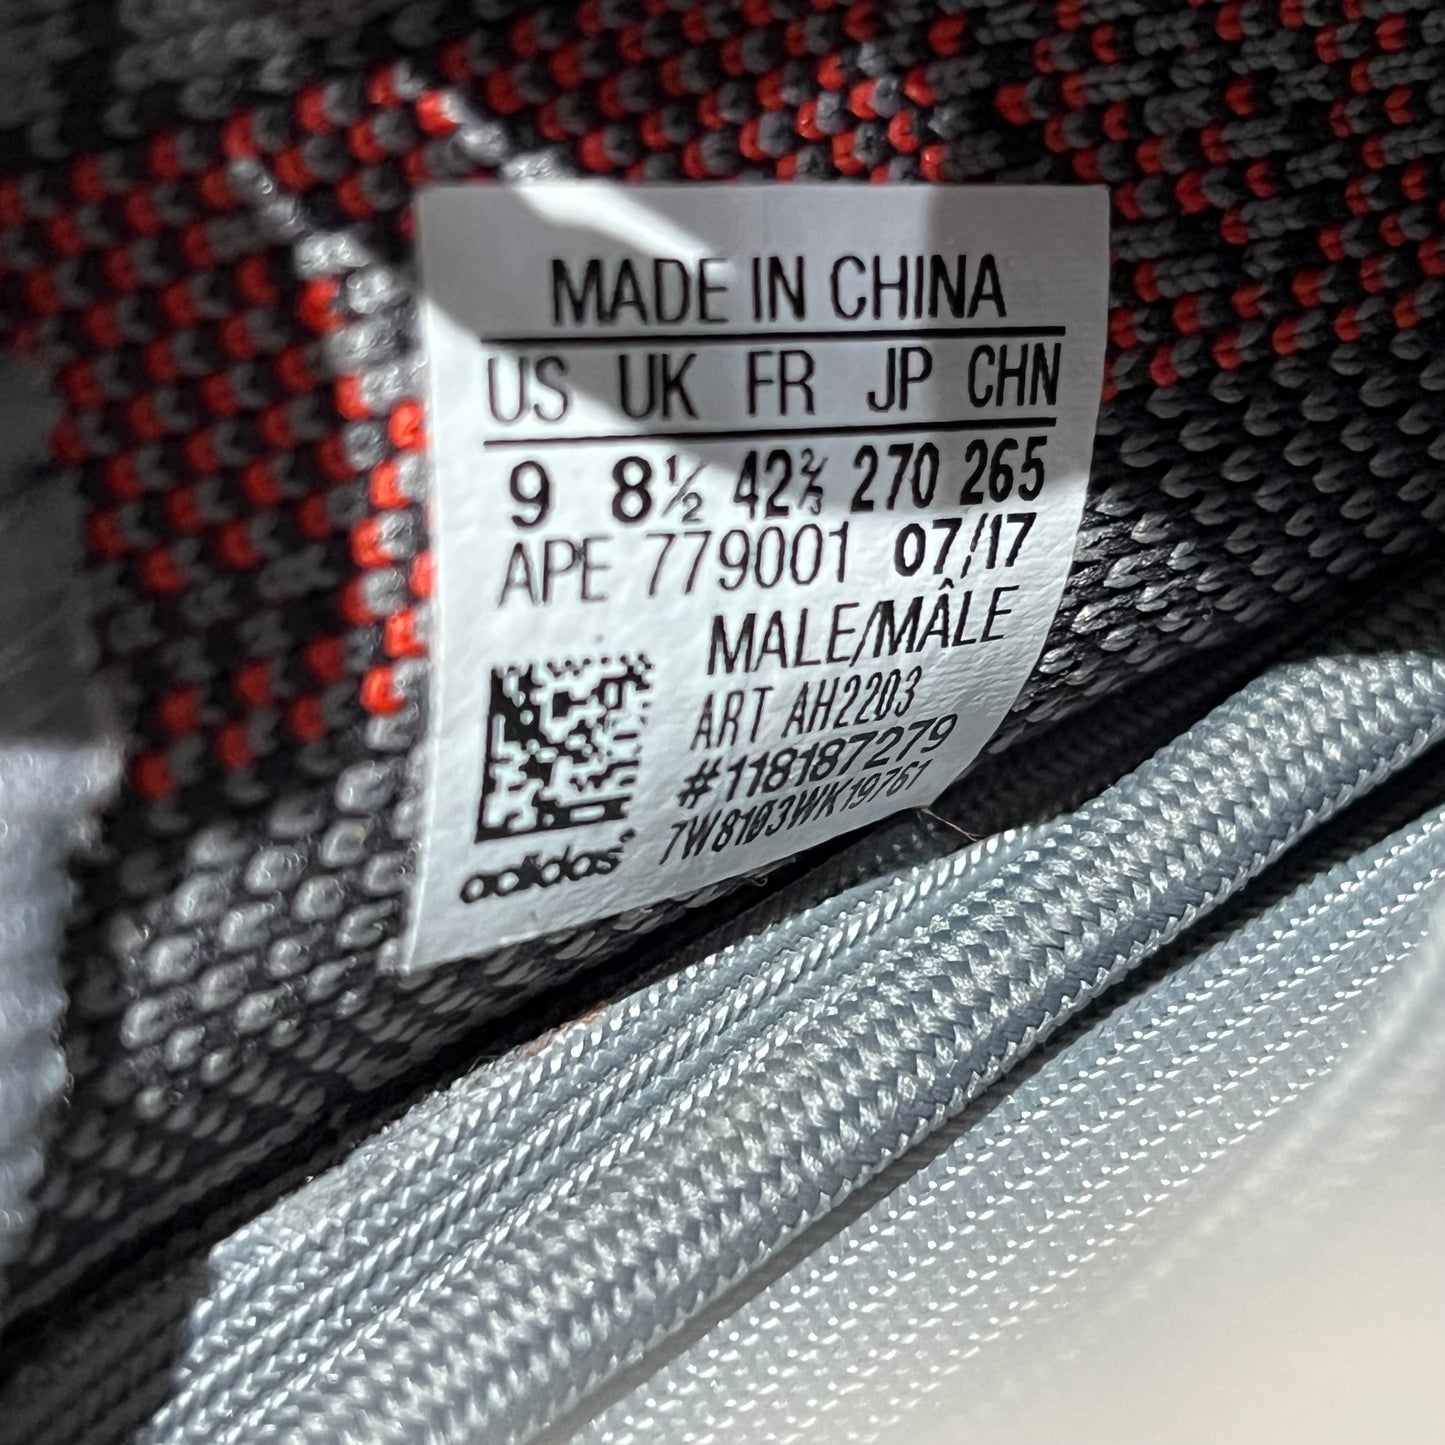 MADE IN CHINA
US UK FR JP CHN
9 8½ 42⅔ 270 265
APE 779001 07/17
MALE/MÂLE
ART AH2203
#118187279
7W8103WK19767
adidas